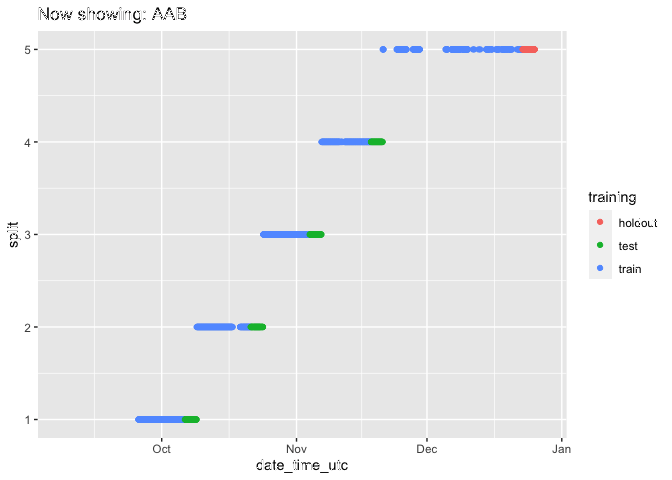 Now showing: AAB
5
4
3
2
1
split
Oct
Nov
Dec
Jan
date_time_utc
training
holdout
test
train